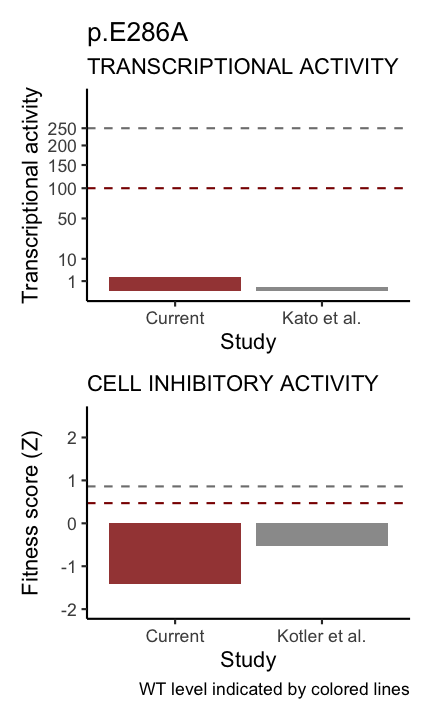 p.E286A
TRANSCRIPTIONAL ACTIVITY
Transcriptional activity
250
200
150
100
50
10
1
Current
Kato et al.
Study
CELL INHIBITORY ACTIVITY
Fitness score (Z)
2
1
0
-1
-2
Current
Kotler et al.
Study
WT level indicated by colored lines